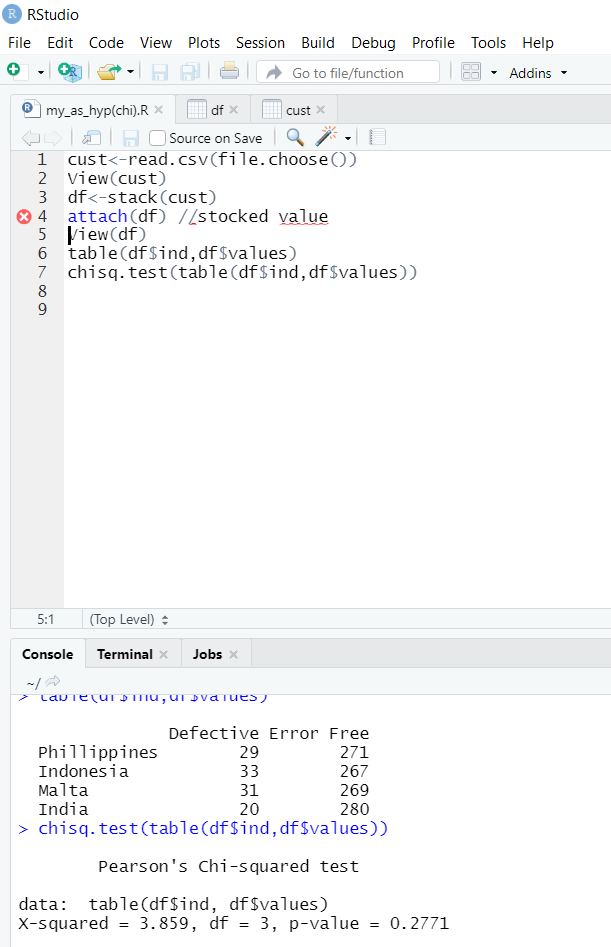 RStudio
File Edit Code View Plots Session Build Debug Profile Tools Help
Go to file/function Addins
my_as_hyp(chi).R df cust
Source on Save
1 cust<-read.csv(file.choose())
2 View(cust)
3 df<-stack(cust)
4 attach(df) //stocked value
5 View(df)
6 table(df$ind,df$values)
7 chisq.test(table(df$ind,df$values))
8
9
5:1 (Top Level)
Console Terminal Jobs
~/
> table(df$ind,df$values)
Defective Error Free
Phillippines 29 271
Indonesia 33 267
Malta 31 269
India 20 280
> chisq.test(table(df$ind,df$values))
Pearson's Chi-squared test
data: table(df$ind, df$values)
X-squared = 3.859, df = 3, p-value = 0.2771